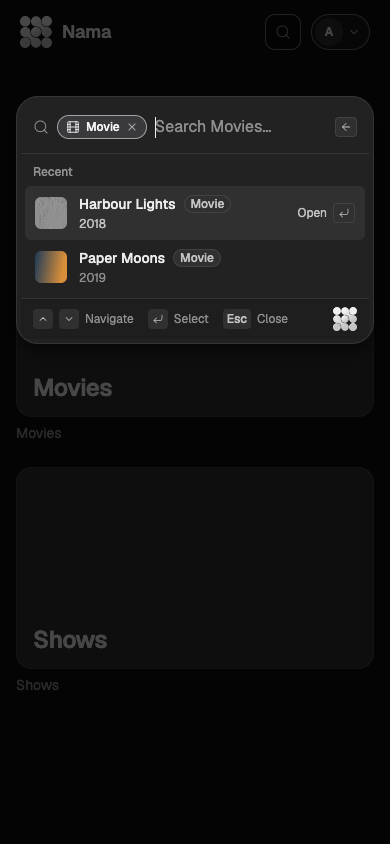 Nama
A
Movie
Search Movies...
Recent
Harbour Lights Movie
2018
Open
Paper Moons Movie
2019
Navigate Select Esc Close
Movies
Movies
Shows
Shows